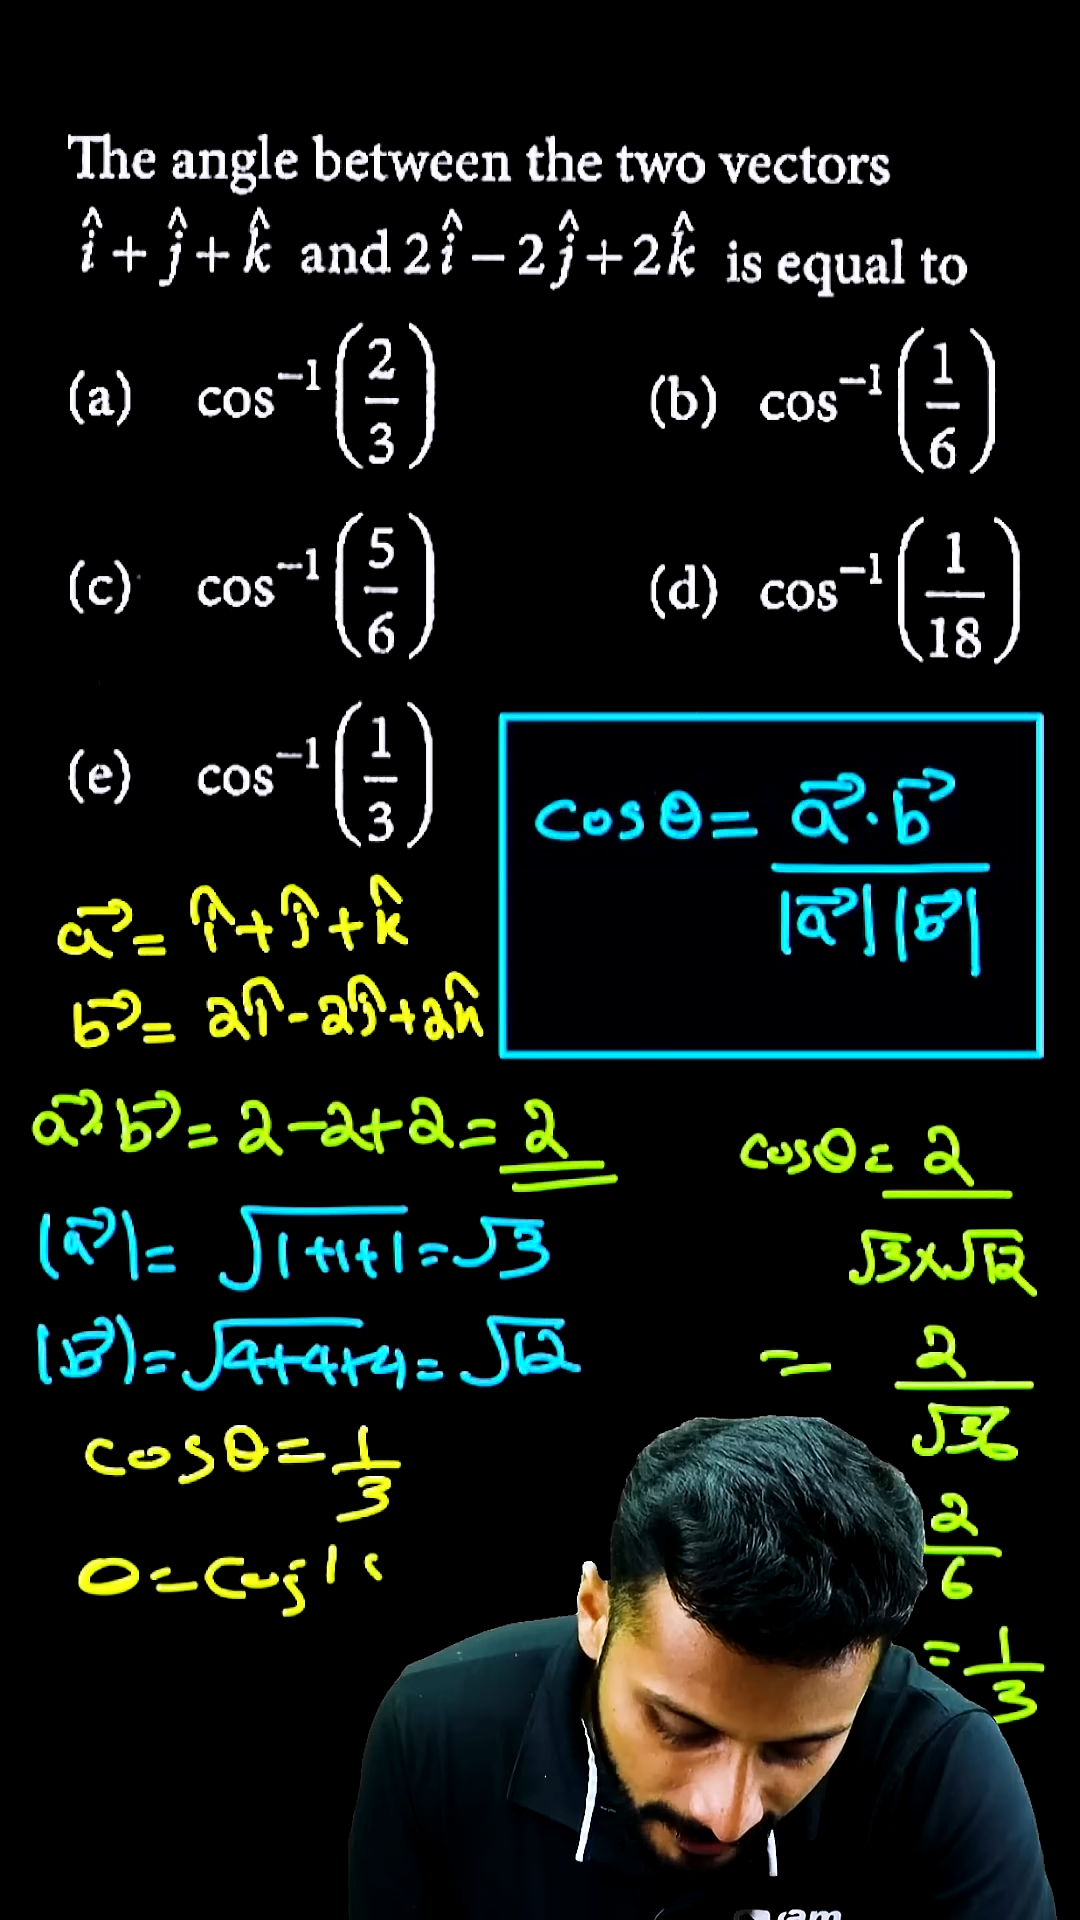 The angle between the two vectors
î + ĵ + k̂ and 2î − 2ĵ + 2k̂ is equal to
(a) cos⁻¹(2/3) (b) cos⁻¹(1/6)
(c) cos⁻¹(5/6) (d) cos⁻¹(1/18)
(e) cos⁻¹(1/3)
cosθ = a⃗·b⃗ / |a⃗| |b⃗|
a⃗ = î + ĵ + k̂
b⃗ = 2î - 2ĵ + 2k̂
a⃗·b⃗ = 2-2+2 = 2
|a⃗| = √1+1+1 = √3
|b⃗| = √4+4+4 = √12
cosθ = 1/3
θ = cos⁻¹(
cosθ = 2/√3×√12
= 2/√36
2/6
= 1/3